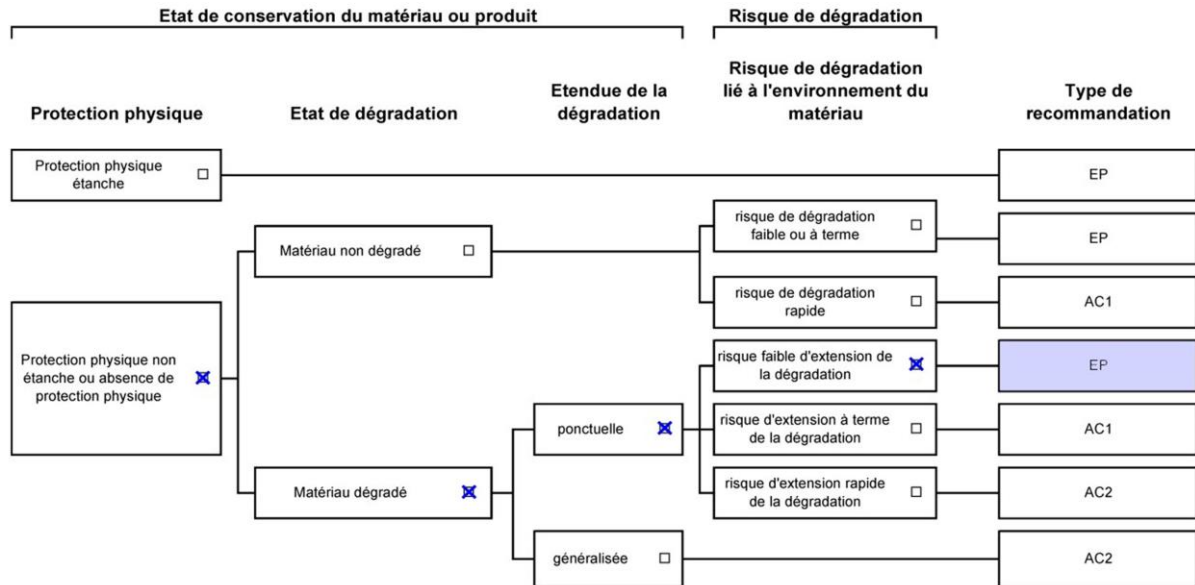 Etat de conservation du matériau ou produit
Risque de dégradation
Protection physique
Etat de dégradation
Etendue de la
dégradation
Risque de dégradation
lié à l'environnement du
matériau
Type de
recommandation
Protection physique
étanche
EP
Matériau non dégradé
risque de dégradation
faible ou à terme
EP
risque de dégradation
rapide
AC1
Protection physique non
étanche ou absence de
protection physique
risque faible d'extension de
la dégradation
EP
ponctuelle
risque d'extension à terme
de la dégradation
AC1
Matériau dégradé
risque d'extension rapide
de la dégradation
AC2
généralisée
AC2